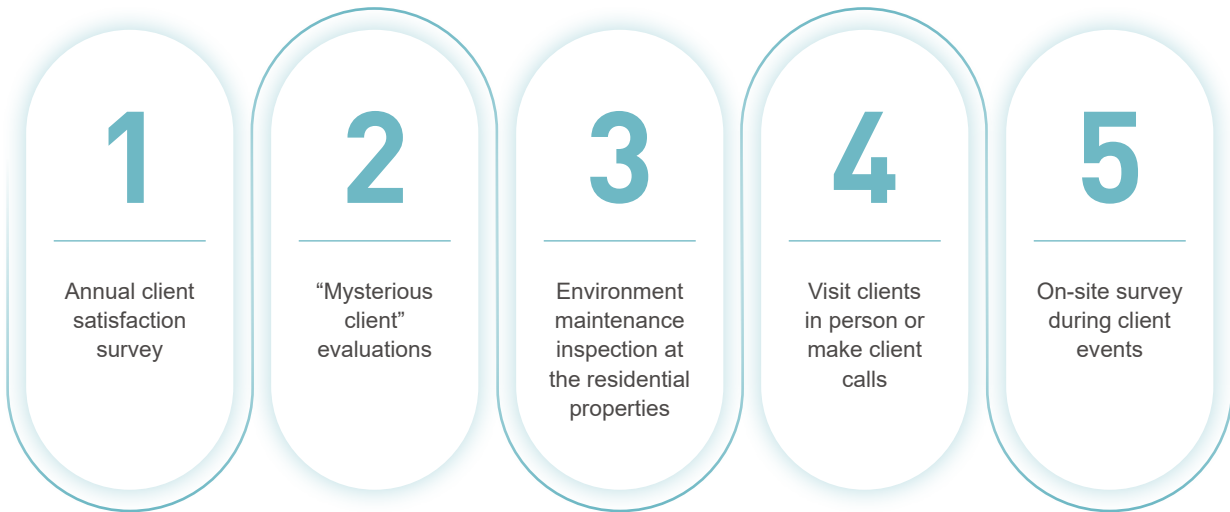 1
Annual client
satisfaction
survey
2
“Mysterious
client”
evaluations
3
Environment
maintenance
inspection at
the residential
properties
4
Visit clients
in person or
make client
calls
5
On-site survey
during client
events